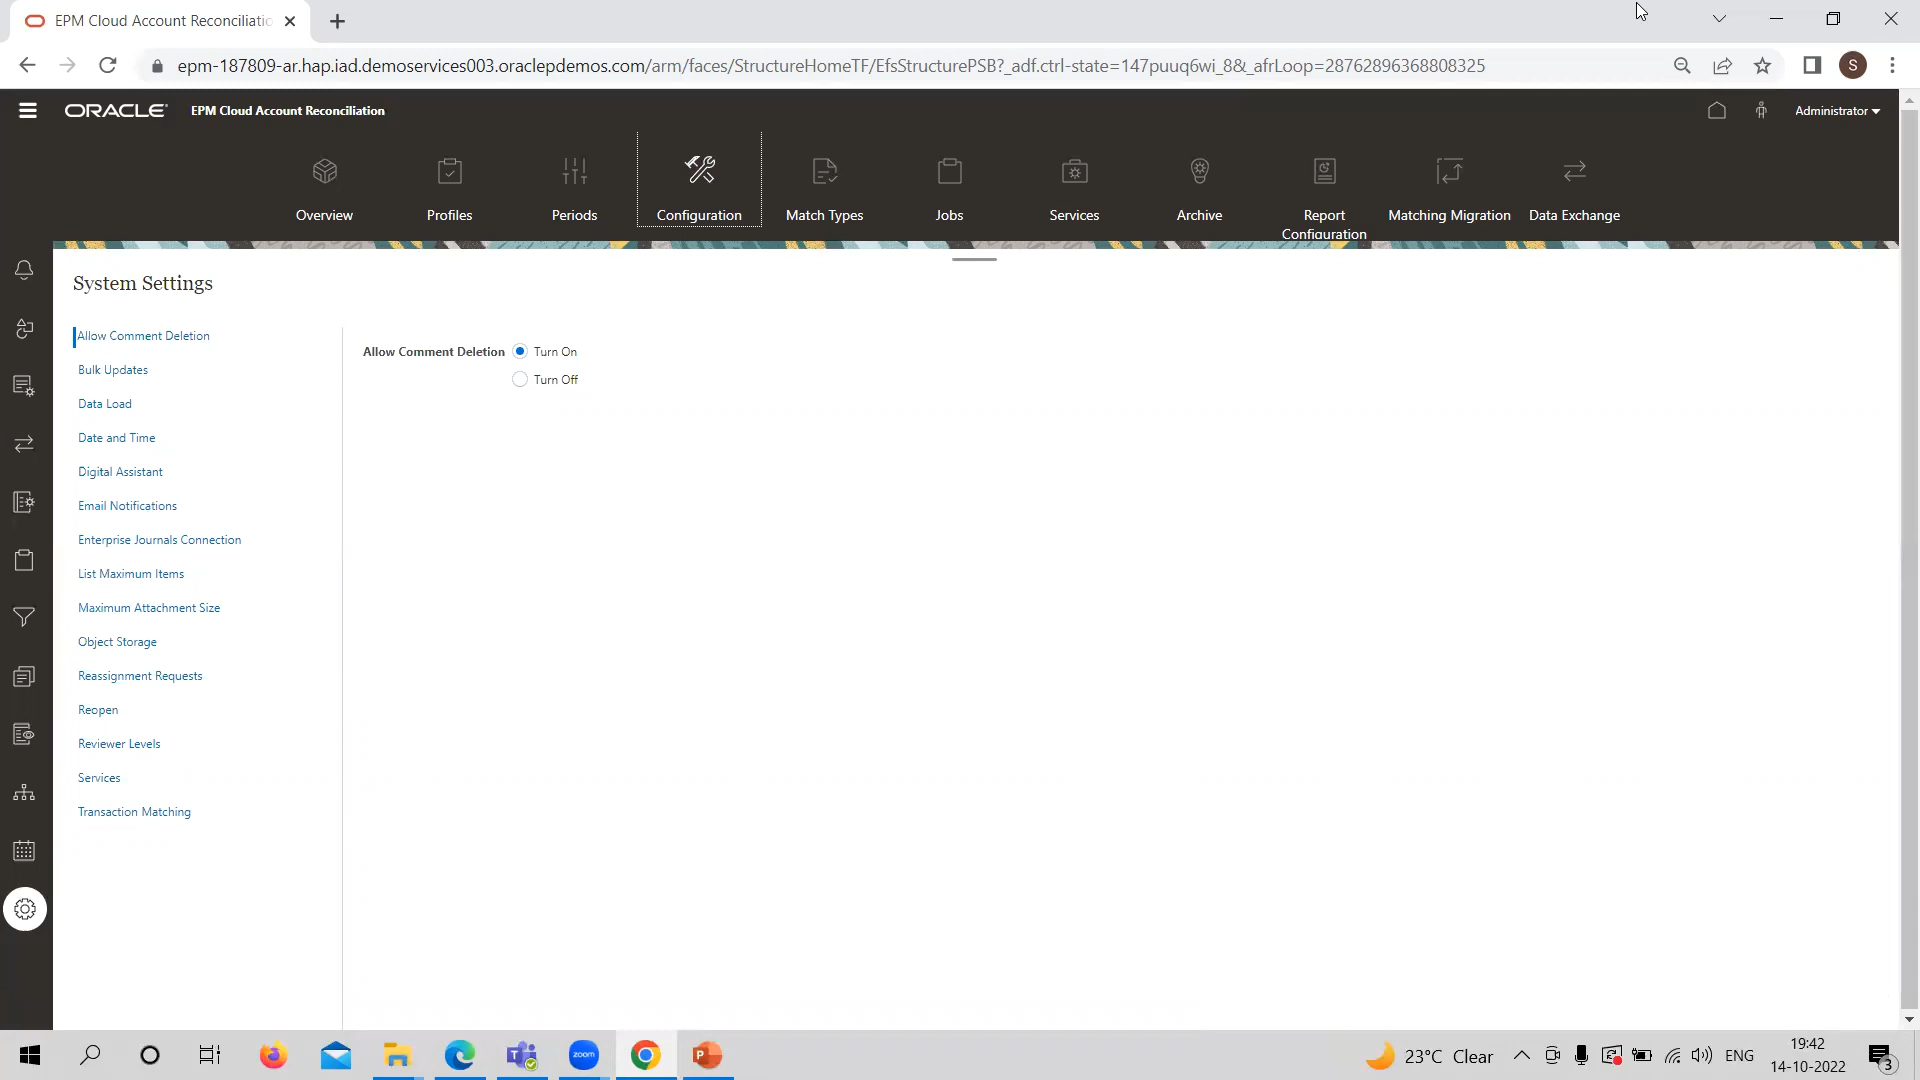 EPM Cloud Account Reconciliatio
epm-187809-ar.hap.iad.demoservices003.oraclepdemos.com/arm/faces/StructureHomeTF/EfsStructurePSB?_adf.ctrl-state=147puuq6wi_8&_afrLoop=28762896368808325
S
ORACLE EPM Cloud Account Reconciliation
Administrator
Overview Profiles Periods Configuration Match Types Jobs Services Archive Report Configuration Matching Migration Data Exchange
System Settings
Allow Comment Deletion
Bulk Updates
Data Load
Date and Time
Digital Assistant
Email Notifications
Enterprise Journals Connection
List Maximum Items
Maximum Attachment Size
Object Storage
Reassignment Requests
Reopen
Reviewer Levels
Services
Transaction Matching
Allow Comment Deletion Turn On
Turn Off
zoom
23°C Clear
ENG
19:42
14-10-2022
3